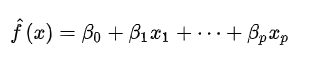 f̂ (x) = β₀ + β₁x₁ + ⋯ + βₚxₚ